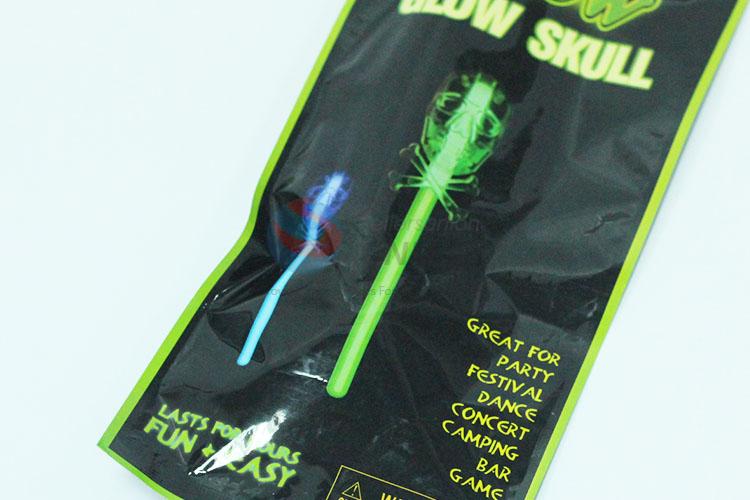 GLOW SKULL
GREAT FOR
PARTY
FESTIVAL
DANCE
CONCERT
CAMPING
BAR
GAME
LASTS FOR HOURS
FUN + EASY